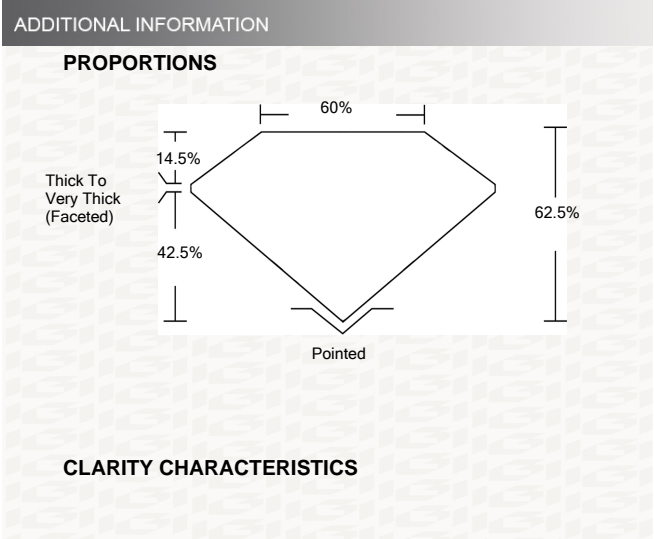 ADDITIONAL INFORMATION
PROPORTIONS
60%
14.5%
Thick To
Very Thick
(Faceted)
62.5%
42.5%
Pointed
CLARITY CHARACTERISTICS